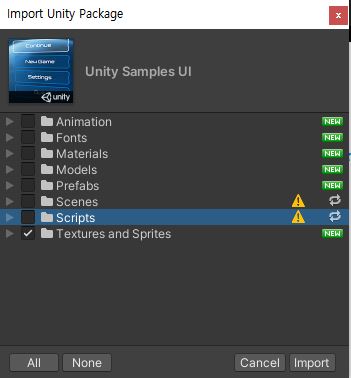 Import Unity Package
x
Continue
New Game
Settings
unity
Unity Samples UI
Animation NEW
Fonts NEW
Materials NEW
Models NEW
Prefabs NEW
Scenes
Scripts
Textures and Sprites NEW
All None Cancel Import